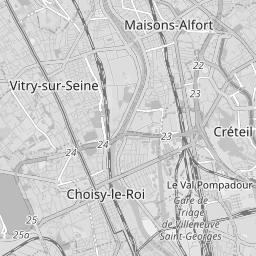 Maisons-Alfort
22
Vitry-sur-Seine
23
Créteil
23
24
24
Le Val Pompadour
Choisy-le-Roi
Gare de
Triage
de Villeneuve
Saint-Georges
25
25a